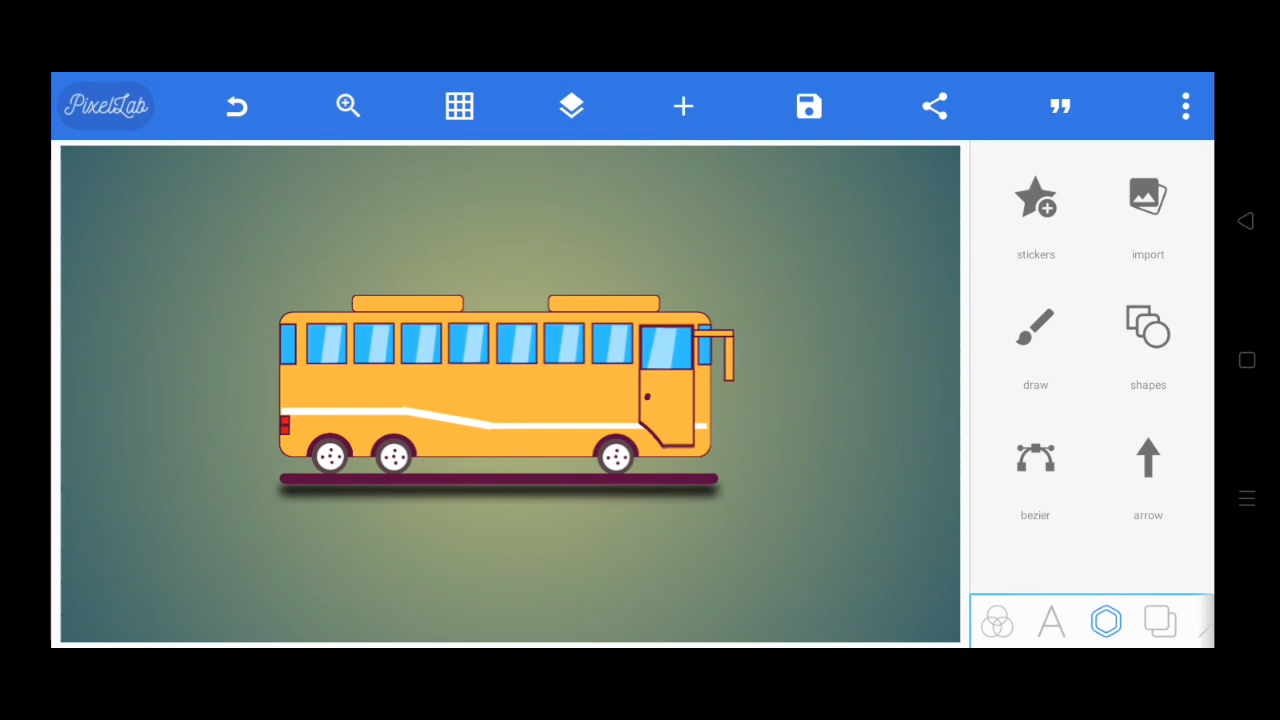 PixelLab
stickers
import
draw
shapes
bezier
arrow